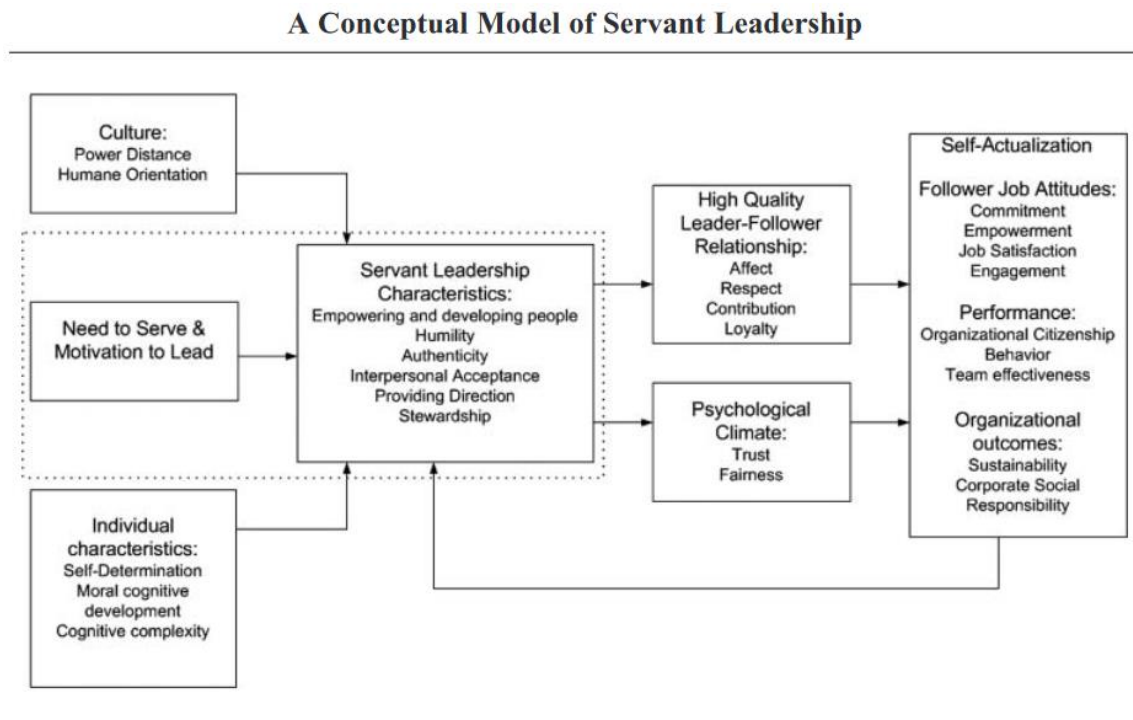 A Conceptual Model of Servant Leadership
Culture:
Power Distance
Humane Orientation
Need to Serve &
Motivation to Lead
Individual
characteristics:
Self-Determination
Moral cognitive
development
Cognitive complexity
Servant Leadership
Characteristics:
Empowering and developing people
Humility
Authenticity
Interpersonal Acceptance
Providing Direction
Stewardship
High Quality
Leader-Follower
Relationship:
Affect
Respect
Contribution
Loyalty
Psychological
Climate:
Trust
Fairness
Self-Actualization
Follower Job Attitudes:
Commitment
Empowerment
Job Satisfaction
Engagement
Performance:
Organizational Citizenship
Behavior
Team effectiveness
Organizational
outcomes:
Sustainability
Corporate Social
Responsibility